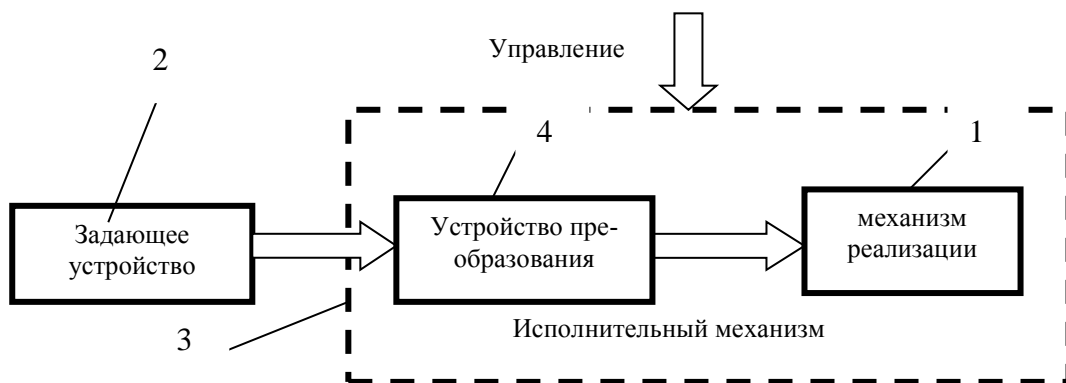 Управление
2
4
1
Задающее
устройство
Устройство пре-
образования
механизм
реализации
3
Исполнительный механизм